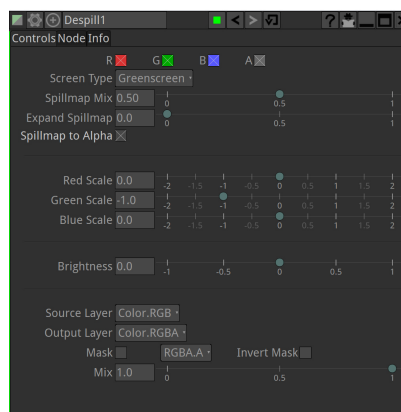 Despill1 ?
Controls Node Info
R G B A
Screen Type Greenscreen
Spillmap Mix 0.50 0 0.5 1
Expand Spillmap 0.0 0 0.5 1
Spillmap to Alpha
Red Scale 0.0 -2 -1.5 -1 -0.5 0 0.5 1 1.5 2
Green Scale -1.0 -2 -1.5 -1 -0.5 0 0.5 1 1.5 2
Blue Scale 0.0 -2 -1.5 -1 -0.5 0 0.5 1 1.5 2
Brightness 0.0 -1 -0.5 0 0.5 1
Source Layer Color.RGB
Output Layer Color.RGBA
Mask RGBA.A Invert Mask
Mix 1.0 0 0.5 1